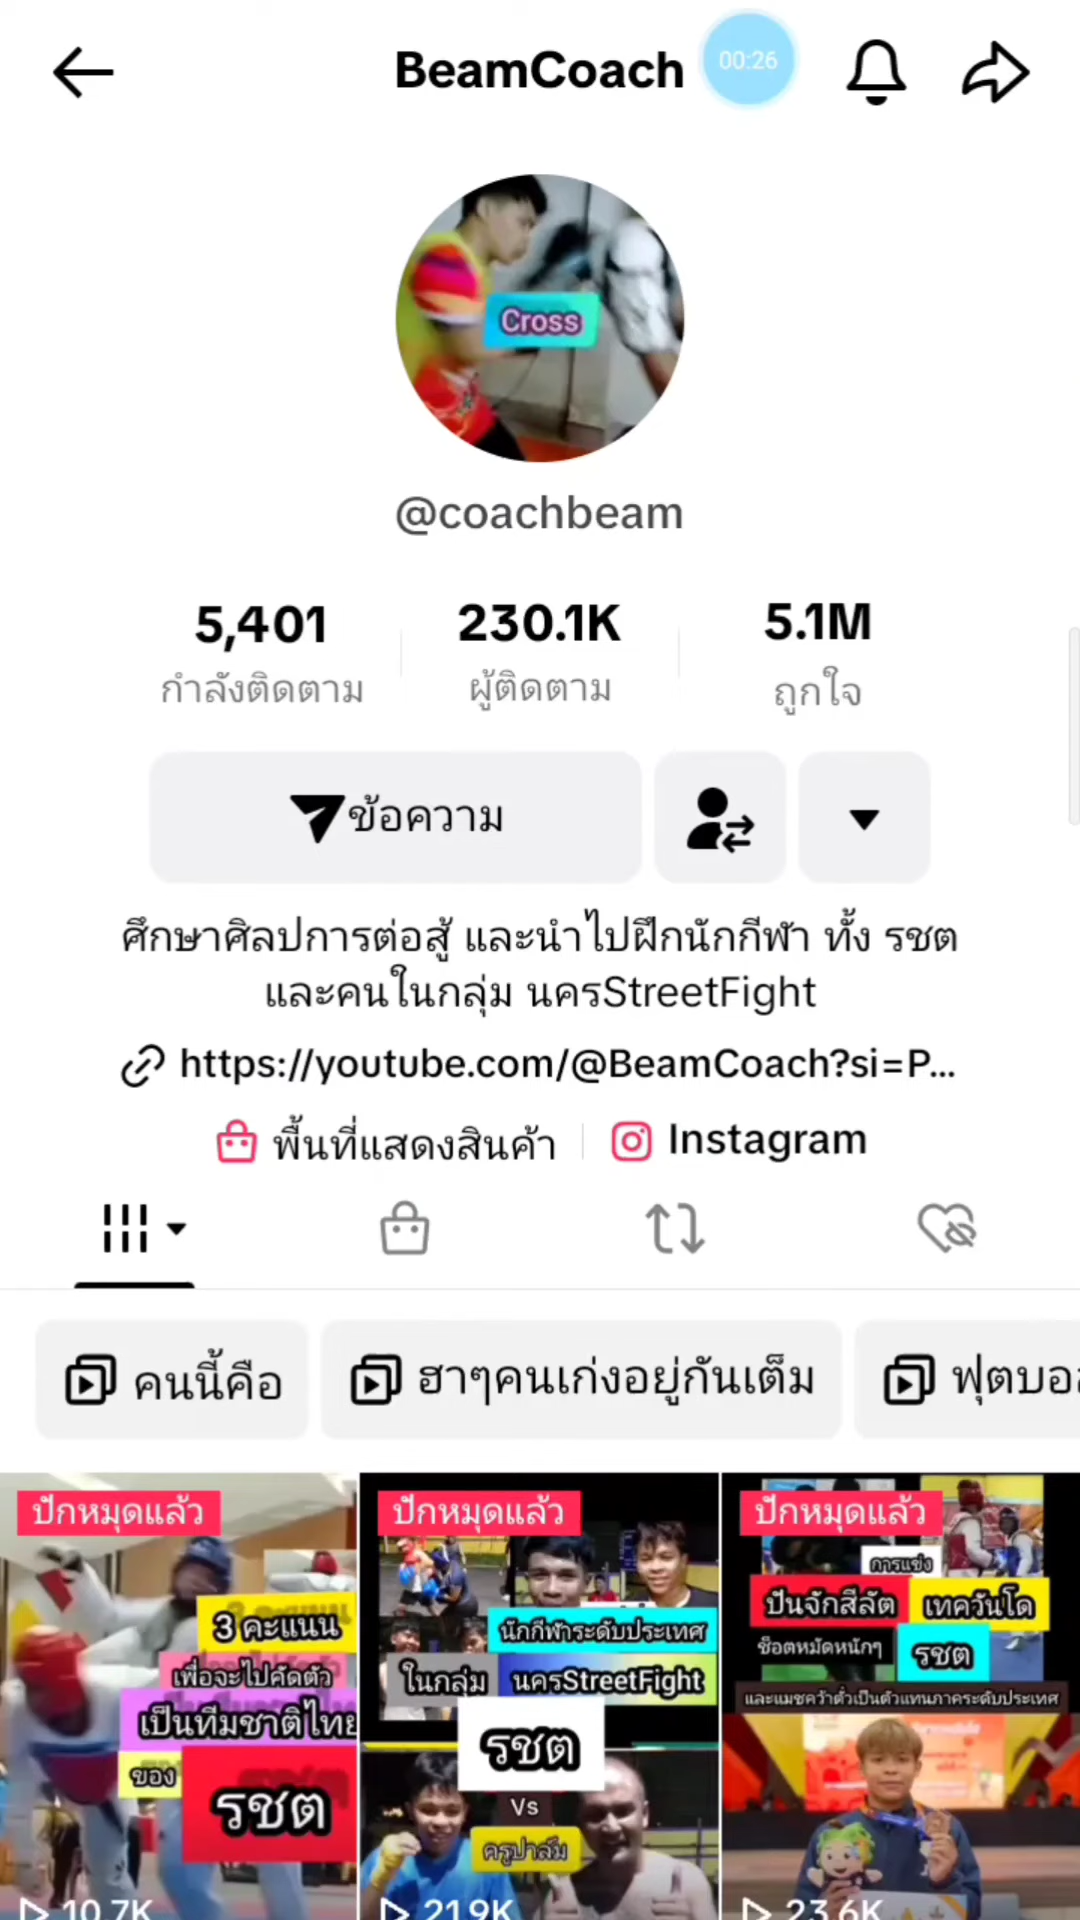 BeamCoach
00:26
Cross
@coachbeam
5,401
230.1K
5.1M
กำลังติดตาม
ผู้ติดตาม
ถูกใจ
ข้อความ
ศึกษาศิลปการต่อสู้ และนำไปฝึกนักกีฬา ทั้ง รชต
และคนในกลุ่ม นครStreetFight
https://youtube.com/@BeamCoach?si=P...
พื้นที่แสดงสินค้า
Instagram
คนนี้คือ
ฮาๆคนเก่งอยู่กันเต็ม
ปักหมุดแล้ว
3 คะแนน
เพื่อจะไปคัดตัว
เป็นทีมชาติไทย
ของ
รชต
10.7K
ปักหมุดแล้ว
นักกีฬาระดับประเทศ
ในกลุ่ม
นครStreetFight
รชต
Vs
ครูปาล์ม
ปักหมุดแล้ว
การแข่ง
ปันจักสีลัต
เทควันโด
ช็อตหมัดหนักๆ
รชต
และแมชคว้าตั๋วเป็นตัวแทนภาคระดับประเทศ
23.6K